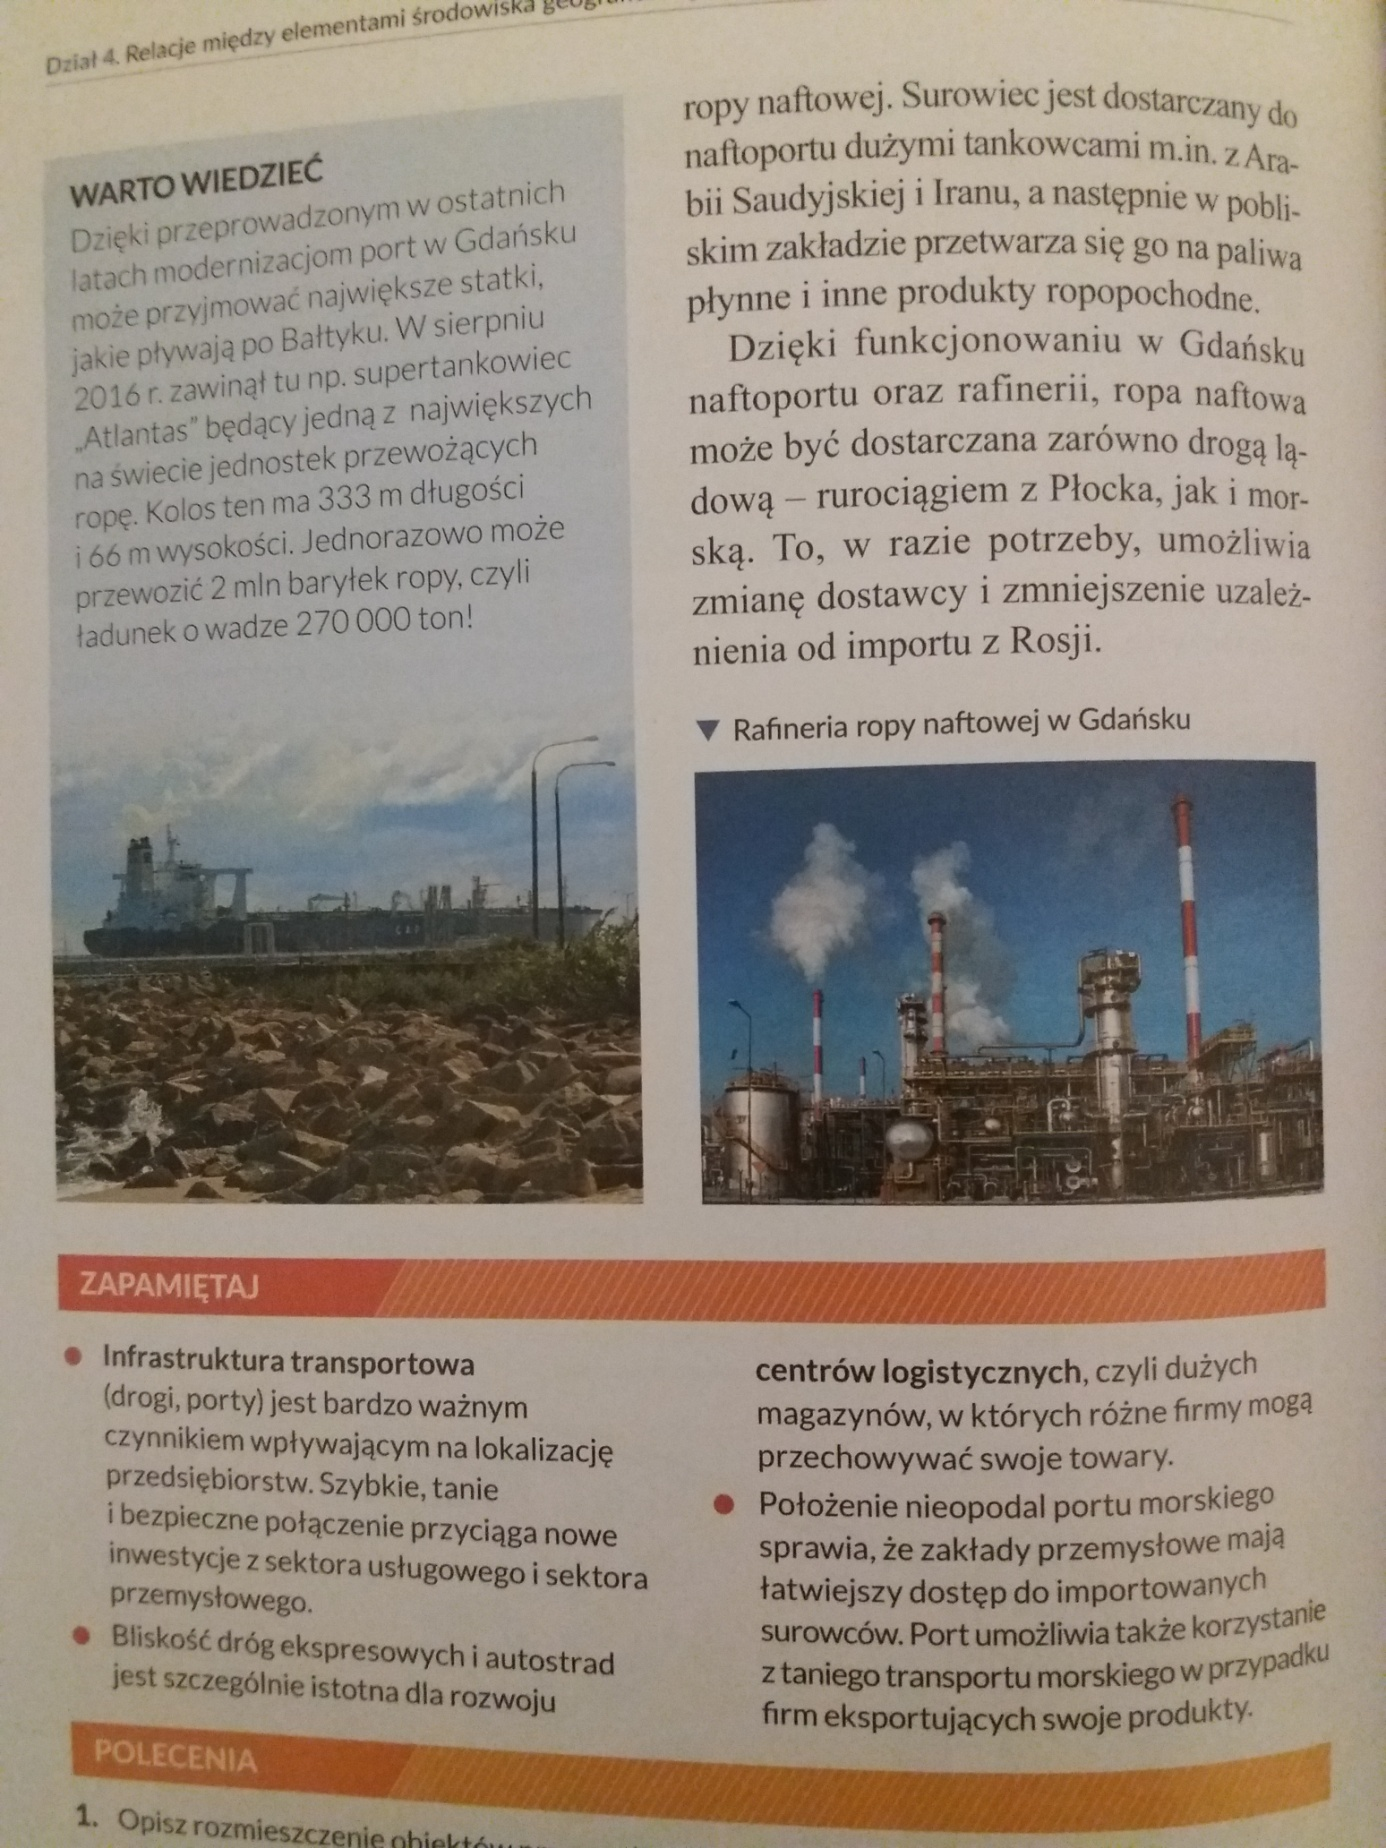 Dział 4. Relacje między elementami środowiska
WARTO WIEDZIEĆ
Dzięki przeprowadzonym w ostatnich
latach modernizacjom port w Gdańsku
może przyjmować największe statki,
jakie pływają po Bałtyku. W sierpniu
2016 r. zawinął tu np. supertankowiec
„Atlantas” będący jedną z największych
na świecie jednostek przewożących
ropę. Kolos ten ma 333 m długości
i 66 m wysokości. Jednorazowo może
przewozić 2 mln baryłek ropy, czyli
ładunek o wadze 270 000 ton!
ropy naftowej. Surowiec jest dostarczany do
naftoportu dużymi tankowcami m.in. z Ara-
bii Saudyjskiej i Iranu, a następnie w pobli-
skim zakładzie przetwarza się go na paliwa
płynne i inne produkty ropopochodne.
Dzięki funkcjonowaniu w Gdańsku
naftoportu oraz rafinerii, ropa naftowa
może być dostarczana zarówno drogą lą-
dową – rurociągiem z Płocka, jak i mor-
ską. To, w razie potrzeby, umożliwia
zmianę dostawcy i zmniejszenie uzależ-
nienia od importu z Rosji.
▼ Rafineria ropy naftowej w Gdańsku
ZAPAMIĘTAJ
• Infrastruktura transportowa
(drogi, porty) jest bardzo ważnym
czynnikiem wpływającym na lokalizację
przedsiębiorstw. Szybkie, tanie
i bezpieczne połączenie przyciąga nowe
inwestycje z sektora usługowego i sektora
przemysłowego.
• Bliskość dróg ekspresowych i autostrad
jest szczególnie istotna dla rozwoju
centrów logistycznych, czyli dużych
magazynów, w których różne firmy mogą
przechowywać swoje towary.
• Położenie nieopodal portu morskiego
sprawia, że zakłady przemysłowe mają
łatwiejszy dostęp do importowanych
surowców. Port umożliwia także korzystanie
z taniego transportu morskiego w przypadku
firm eksportujących swoje produkty.
POLECENIA
1. Opisz rozmieszczenie